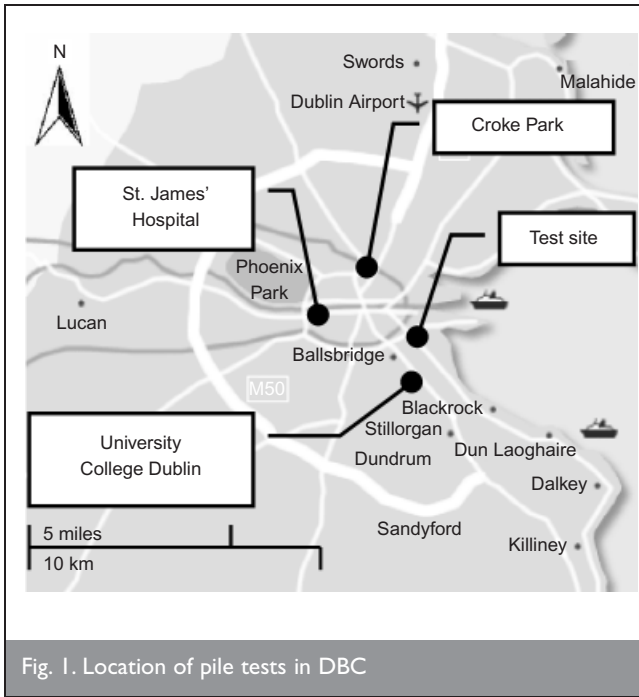 N
Swords
Malahide
Dublin Airport
Croke Park
St. James'
Hospital
Test site
Phoenix
Park
Lucan
Ballsbridge
M50
Blackrock
University
College Dublin
Stillorgan
Dun Laoghaire
Dundrum
Dalkey
Sandyford
5 miles
10 km
Killiney
Fig. 1. Location of pile tests in DBC